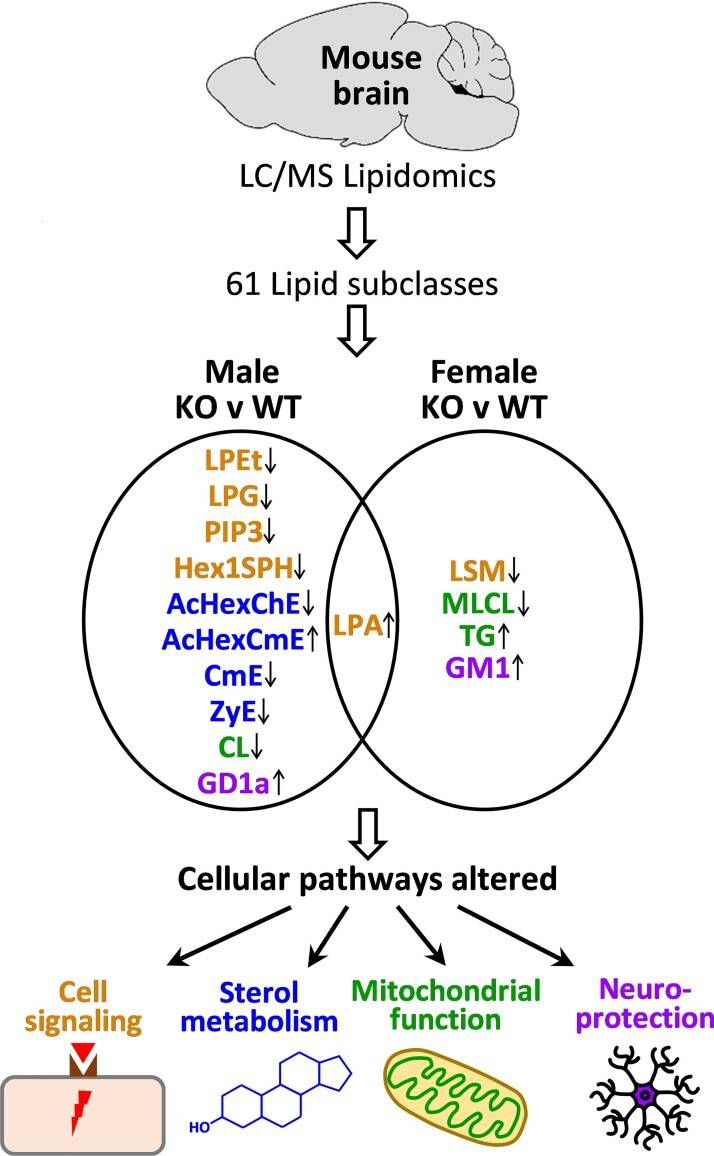 Mouse
brain
LC/MS Lipidomics
61 Lipid subclasses
Male
KO v WT
Female
KO v WT
LPEt↓
LPG↓
PIP3↓
Hex1SPH↓
AcHexChE↓
AcHexCmE↑
CmE↓
ZyE↓
CL↓
GD1a↑
LPA↑
LSM↓
MLCL↓
TG↑
GM1↑
Cellular pathways altered
Cell
signaling
Sterol
metabolism
Mitochondrial
function
Neuro-
protection
HO